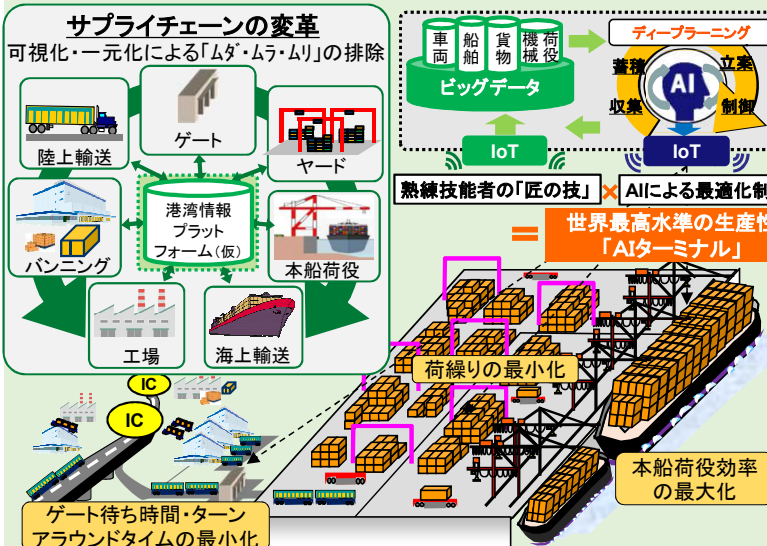 サプライチェーンの変革
可視化・一元化による「ムダ・ムラ・ムリ」の排除
陸上輸送
ゲート
ヤード
バンニング
港湾情報
プラット
フォーム(仮)
本船荷役
工場
海上輸送
車両
船舶
貨物
荷役
機械
ビッグデータ
ディープラーニング
蓄積
立案
AI
収集
制御
IoT
IoT
熟練技能者の「匠の技」
×
AIによる最適化制
=
世界最高水準の生産性
「AIターミナル」
荷繰りの最小化
IC
IC
本船荷役効率
の最大化
ゲート待ち時間・ターン
アラウンドタイムの最小化